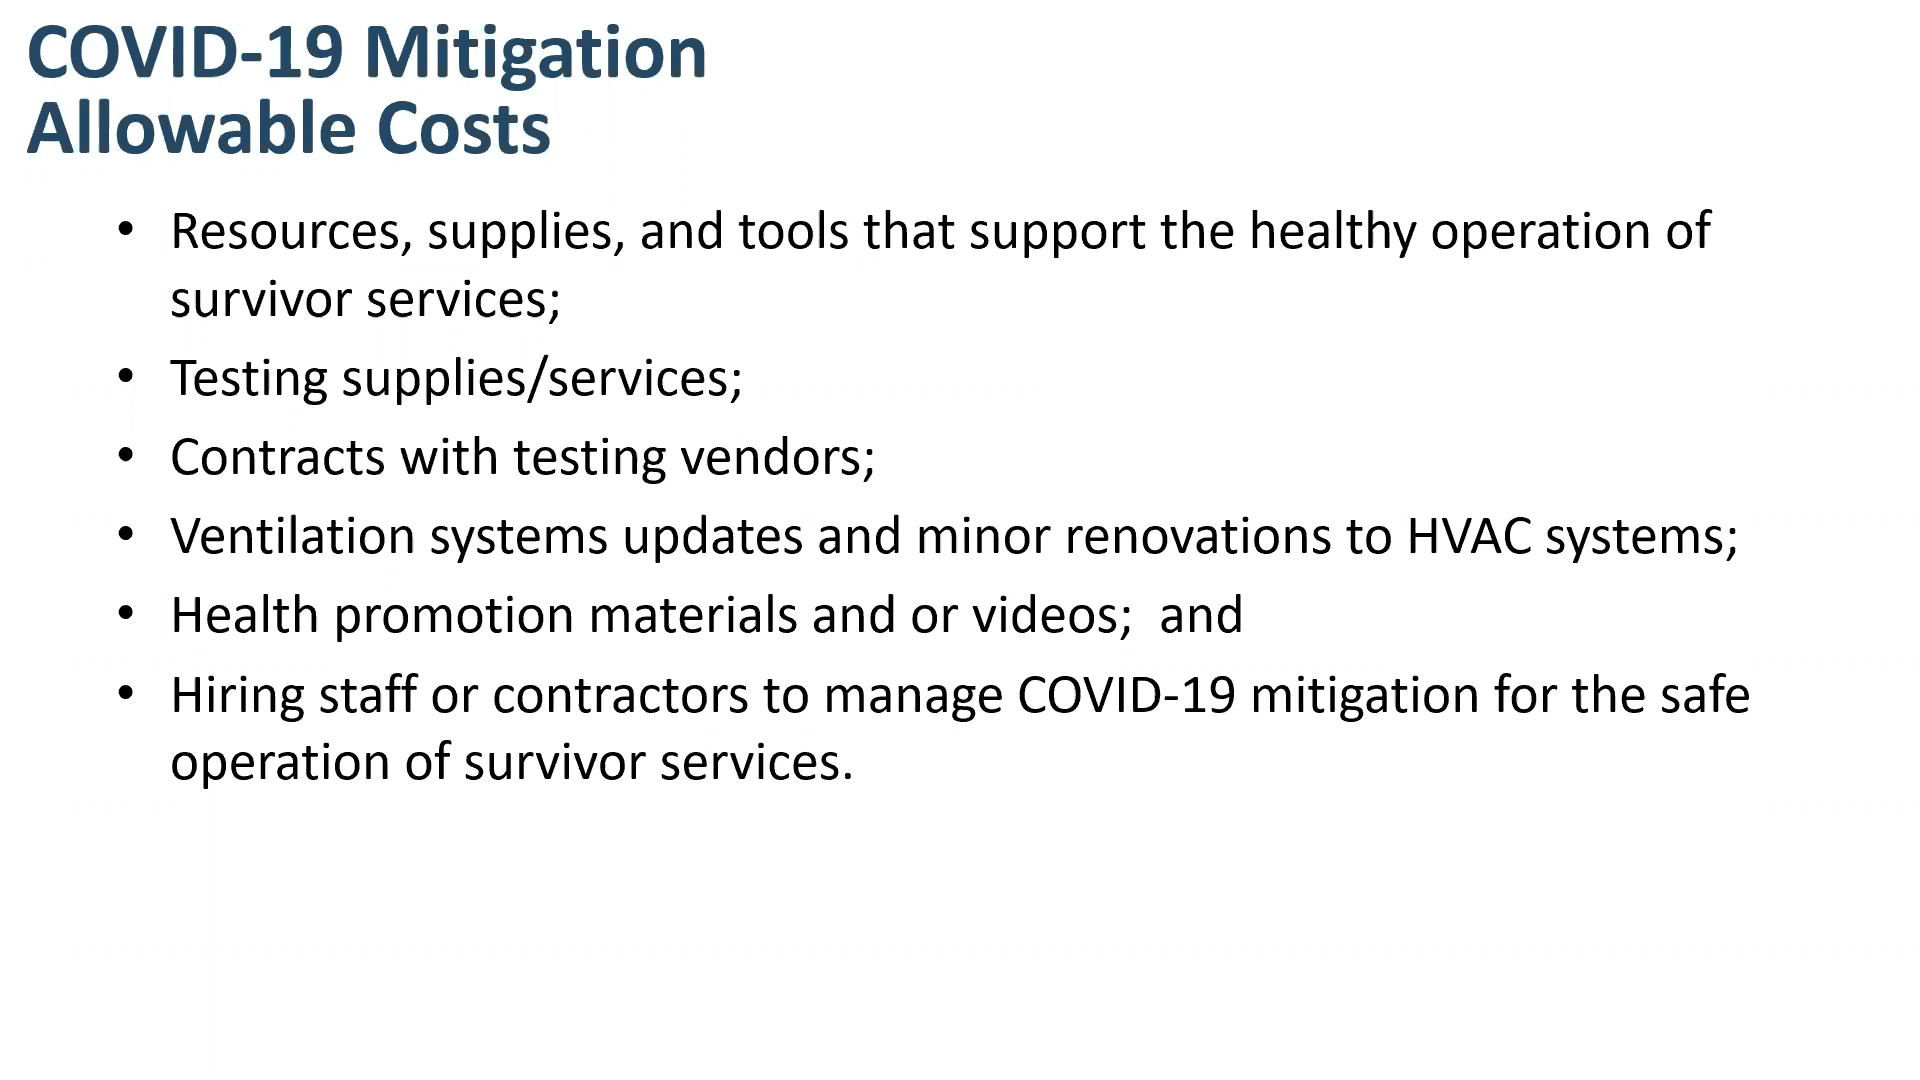 COVID-19 Mitigation
Allowable Costs
• Resources, supplies, and tools that support the healthy operation of
survivor services;
• Testing supplies/services;
• Contracts with testing vendors;
• Ventilation systems updates and minor renovations to HVAC systems;
• Health promotion materials and or videos;  and
• Hiring staff or contractors to manage COVID-19 mitigation for the safe
operation of survivor services.